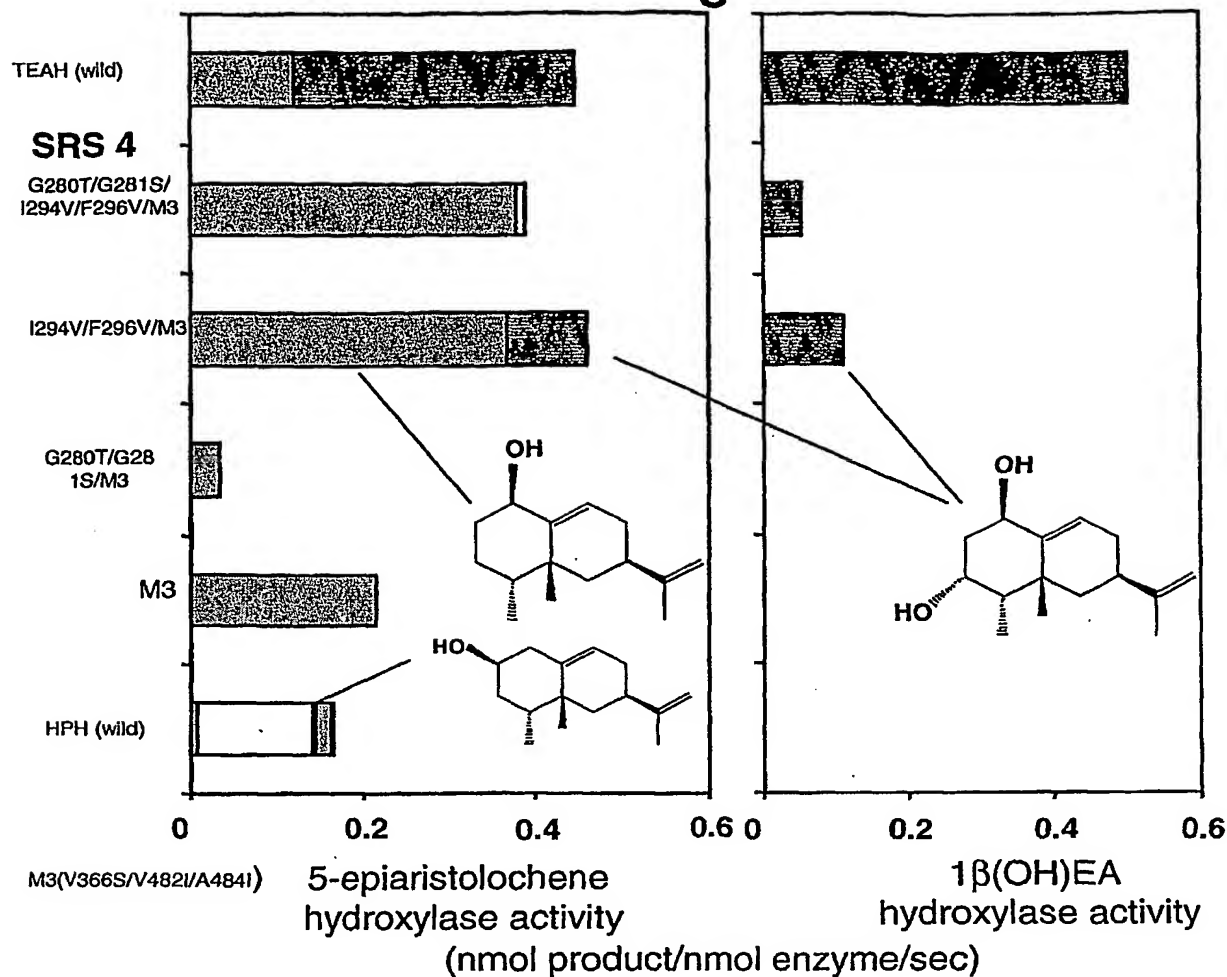 TEAH (wild)
SRS 4
G280T/G281S/
I294V/F296V/M3
I294V/F296V/M3
G280T/G28
1S/M3
M3
HPH (wild)
OH
HO
OH
HO
0 0.2 0.4 0.6
0 0.2 0.4 0.6
M3(V366S/V482I/A484I)
5-epiaristolochene
hydroxylase activity
1β(OH)EA
hydroxylase activity
(nmol product/nmol enzyme/sec)